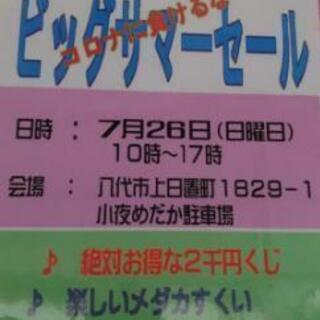 コロナに負けるな
ビッグサマーセール
日時：7月26日(日曜日)
10時～17時
会場：八代市上日置町1829-1
小夜めだか駐車場
♪ 絶対お得な2千円くじ
♪ 楽しいメダカすくい